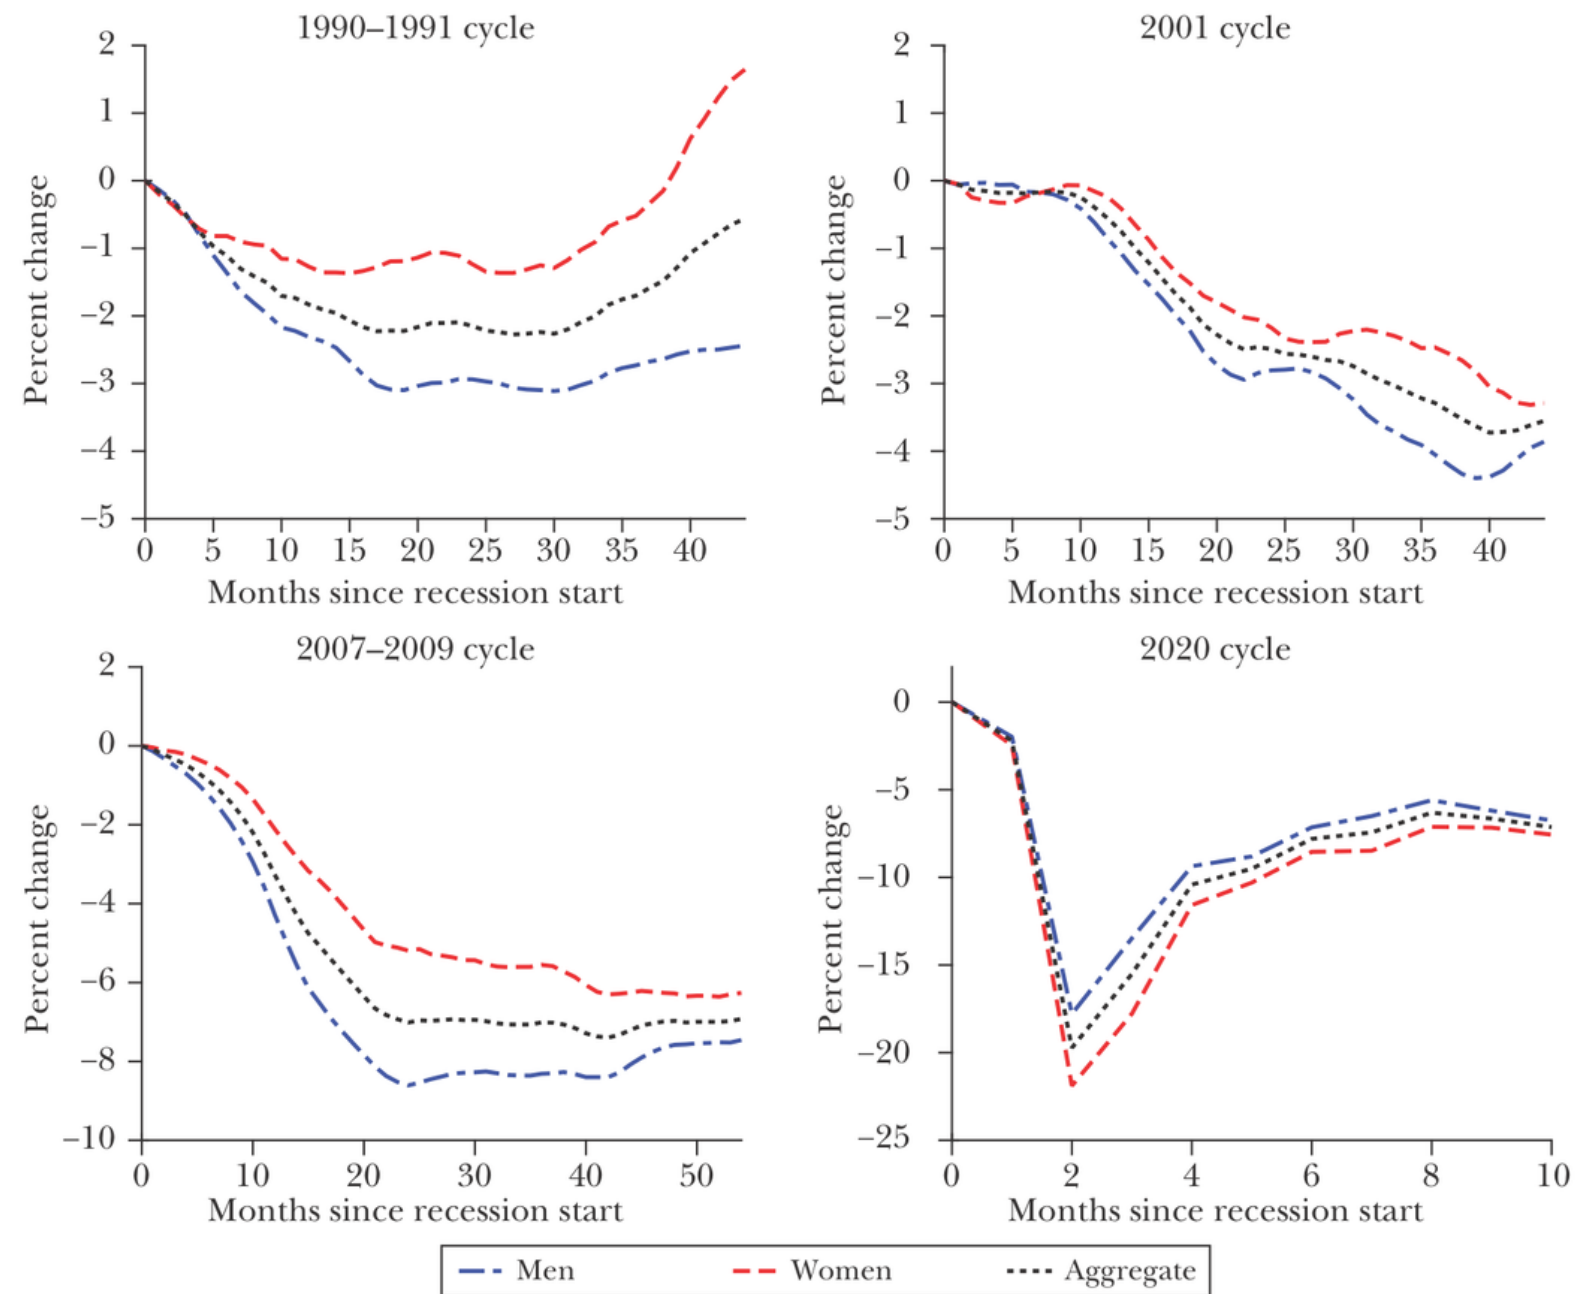 1990–1991 cycle
2
1
0
–1
–2
–3
–4
–5
Percent change
0 5 10 15 20 25 30 35 40
Months since recession start
2001 cycle
2
1
0
–1
–2
–3
–4
–5
Percent change
0 5 10 15 20 25 30 35 40
Months since recession start
2007–2009 cycle
2
0
–2
–4
–6
–8
–10
Percent change
0 10 20 30 40 50
Months since recession start
2020 cycle
0
–5
–10
–15
–20
–25
Percent change
0 2 4 6 8 10
Months since recession start
Men Women Aggregate